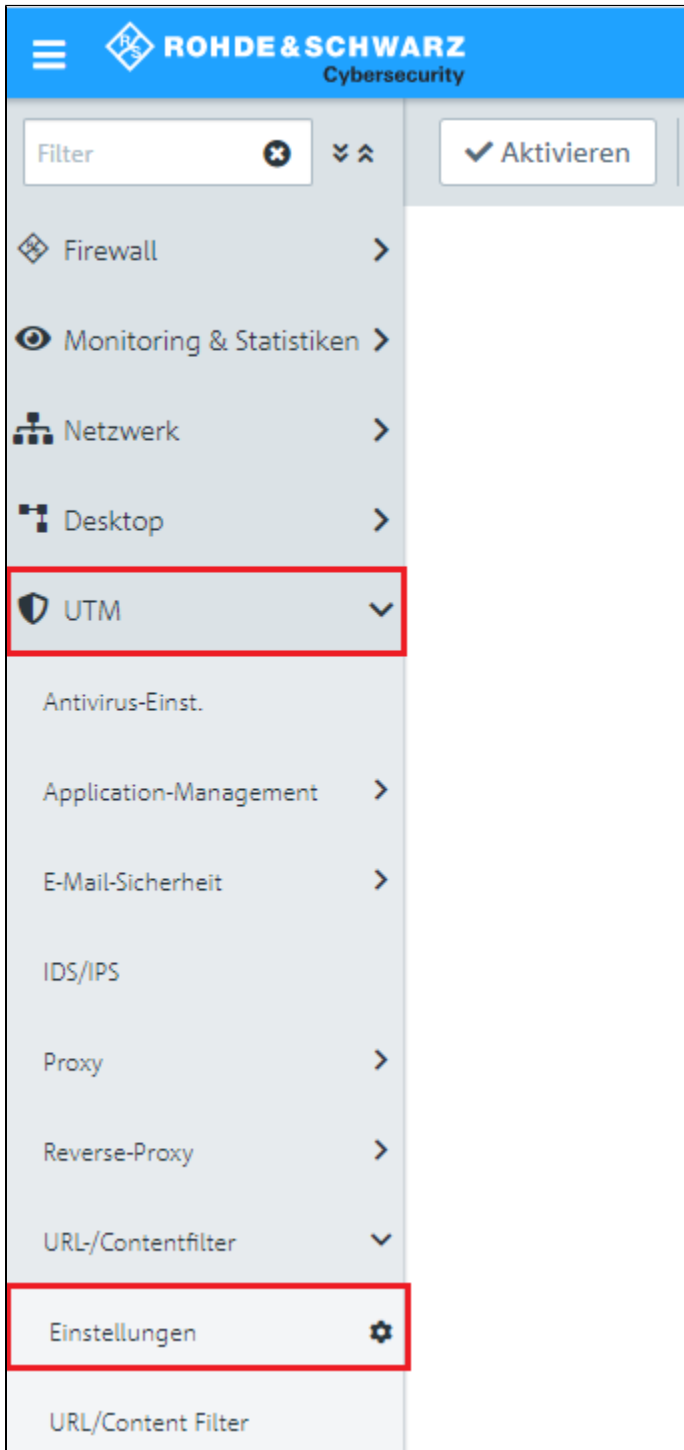 ROHDE&SCHWARZ
Cybersecurity
Filter
Aktivieren
Firewall
Monitoring & Statistiken
Netzwerk
Desktop
UTM
Antivirus-Einst.
Application-Management
E-Mail-Sicherheit
IDS/IPS
Proxy
Reverse-Proxy
URL-/Contentfilter
Einstellungen
URL/Content Filter